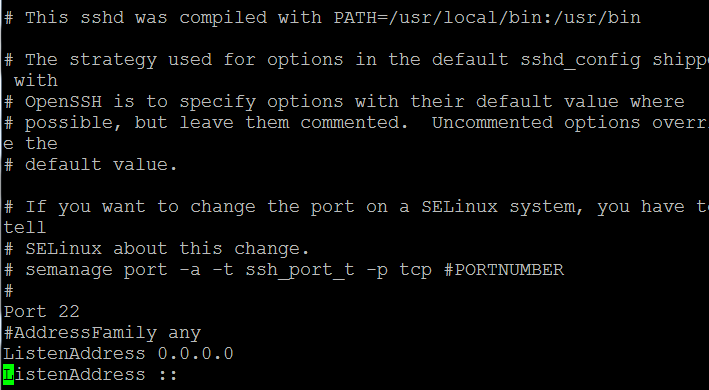 # This sshd was compiled with PATH=/usr/local/bin:/usr/bin
# The strategy used for options in the default sshd_config shipp
with
# OpenSSH is to specify options with their default value where
# possible, but leave them commented.  Uncommented options overri
e the
# default value.
# If you want to change the port on a SELinux system, you have t
tell
# SELinux about this change.
# semanage port -a -t ssh_port_t -p tcp #PORTNUMBER
#
Port 22
#AddressFamily any
ListenAddress 0.0.0.0
ListenAddress ::